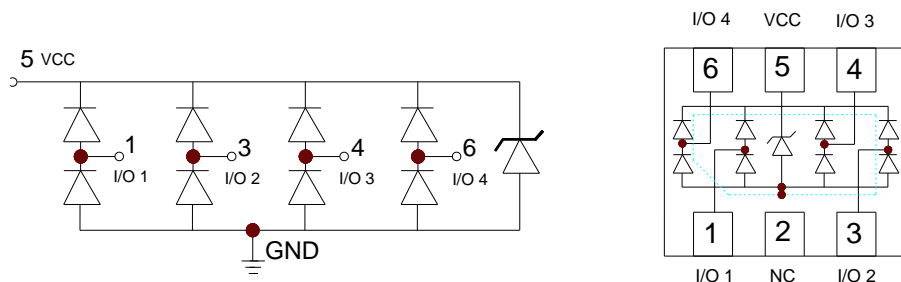 5 VCC
1
I/O 1
3
I/O 2
4
I/O 3
6
I/O 4
GND
I/O 4 VCC I/O 3
6 5 4
1 2 3
I/O 1 NC I/O 2